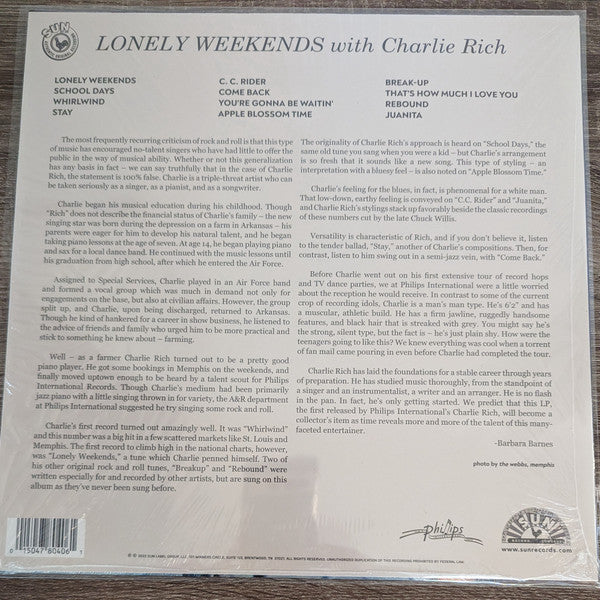 SUN
LONELY WEEKENDS with Charlie Rich
LONELY WEEKENDS
SCHOOL DAYS
WHIRLWIND
STAY
C. C. RIDER
COME BACK
YOU'RE GONNA BE WAITIN'
APPLE BLOSSOM TIME
BREAK-UP
THAT'S HOW MUCH I LOVE YOU
REBOUND
JUANITA
The most frequently recurring criticism of rock and roll is that this type of
music has encouraged no-talent singers who have had little to offer the
public in the way of musical ability. Whether or not this generalization
has any basis in fact – we can say truthfully that in the case of Charlie
Rich, the statement is 100% false. Charlie is a triple-threat artist who can
be taken seriously as a singer, as a pianist, and as a songwriter.
Charlie began his musical education during his childhood. Though
"Rich" does not describe the financial status of Charlie's family – the new
singing star was born during the depression on a farm in Arkansas – his
parents were eager for him to develop his natural talent, and he began
taking piano lessons at the age of seven. At age 14, he began playing piano
and sax for a local dance band. He continued with the music lessons until
his graduation from high school, after which he entered the Air Force.
Assigned to Special Services, Charlie played in an Air Force band
and formed a vocal group which was much in demand not only for
engagements on the base, but also at civilian affairs. However, the group
split up, and Charlie, upon being discharged, returned to Arkansas.
Though he kind of hankered for a career in show business, he listened to
the advice of friends and family who urged him to be more practical and
stick to something he knew about – farming.
Well – as a farmer Charlie Rich turned out to be a pretty good
piano player. He got some bookings in Memphis on the weekends, and
finally moved uptown enough to be heard by a talent scout for Philips
International Records. Though Charlie's medium had been primarily
jazz piano with a little singing thrown in for variety, the A&R department
at Philips International suggested he try singing some rock and roll.
Charlie's first record turned out amazingly well. It was "Whirlwind" and
this number was a big hit in a few scattered markets like St. Louis and
Memphis. The first record to climb high in the national charts, however,
was "Lonely Weekends," a tune which Charlie penned himself. Two of
his other original rock and roll tunes, "Breakup" and "Rebound" were
written especially for and recorded by other artists, but are sung on this
album as they've never been sung before.
The originality of Charlie Rich's approach is heard on "School Days," the
same old tune you sang when you were a kid – but Charlie's arrangement
is so fresh that it sounds like a new song. This type of styling – an
interpretation with a bluesy feel – is also noted on "Apple Blossom Time."
Charlie's feeling for the blues, in fact, is phenomenal for a white man.
That low-down, earthy feeling is conveyed on "C.C. Rider" and "Juanita,"
and Charlie Rich's stylings stack up favorably beside the classic recordings
of these numbers cut by the late Chuck Willis.
Versatility is characteristic of Rich, and if you don't believe it, listen
to the tender ballad, "Stay," another of Charlie's compositions. Then, for
contrast, listen to him swing out in a semi-jazz vein, with "Come Back."
Before Charlie went out on his first extensive tour of record hops
and TV dance parties, we at Philips International were a little worried
about the reception he would receive. In contrast to some of the current
crop of recording idols, Charlie is a man's man type. He's 6'2" and has
a muscular, athletic build. He has a firm jawline, ruggedly handsome
features, and black hair that is streaked with grey. You might say he's the
strong, silent type, but the fact is – he's just plain shy. How were the
teenagers going to like this? We knew everything was cool when a torrent
of fan mail came pouring in even before Charlie had completed the tour.
Charlie Rich has laid the foundations for a stable career through years
of preparation. He has studied music thoroughly, from the standpoint of
a singer and an instrumentalist, a writer and an arranger. He is no flash
in the pan. In fact, he's only getting started. We predict that this LP,
the first released by Philips International's Charlie Rich, will become a
collector's item as time reveals more and more of the talent of this many-
faceted entertainer.
-Barbara Barnes
photo by the webbs, memphis
0 15047 80406 1
Phillips
SUN
www.sunrecords.com
℗ © 2022 SUN LABEL GROUP, LLC. 101 WINNERS CIRCLE, SUITE 102, BRENTWOOD, TN 37027. ALL RIGHTS RESERVED. UNAUTHORIZED DUPLICATION OF THIS RECORDING PROHIBITED BY FEDERAL LAW.